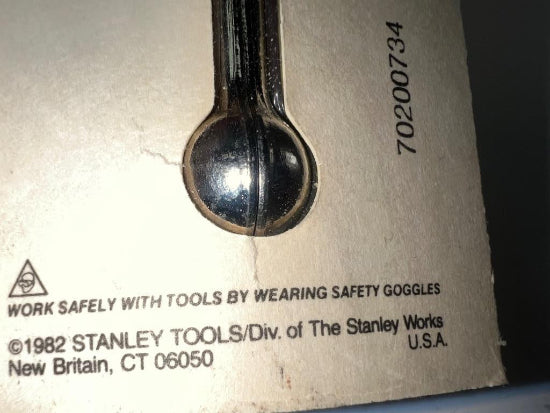 70200734
WORK SAFELY WITH TOOLS BY WEARING SAFETY GOGGLES
©1982 STANLEY TOOLS/Div. of The Stanley Works
New Britain, CT 06050 U.S.A.